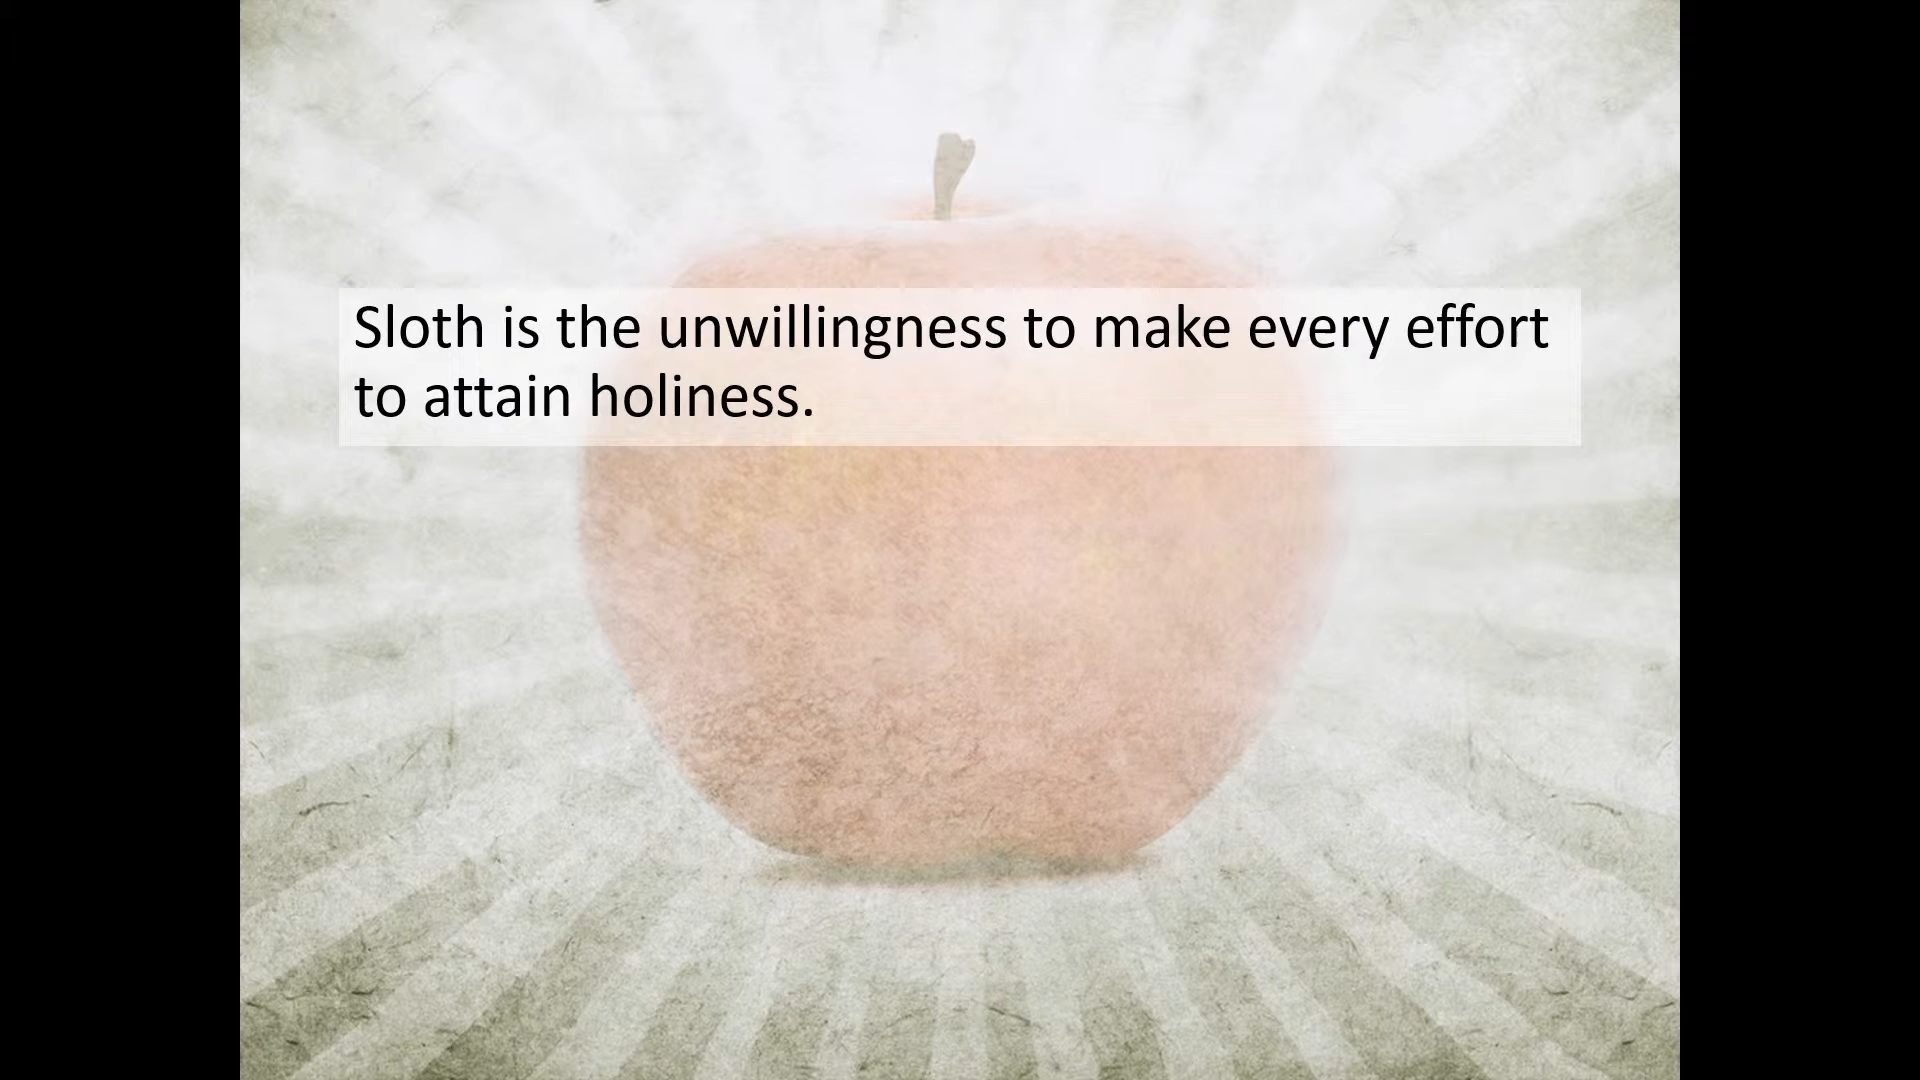 Sloth is the unwillingness to make every effort
to attain holiness.